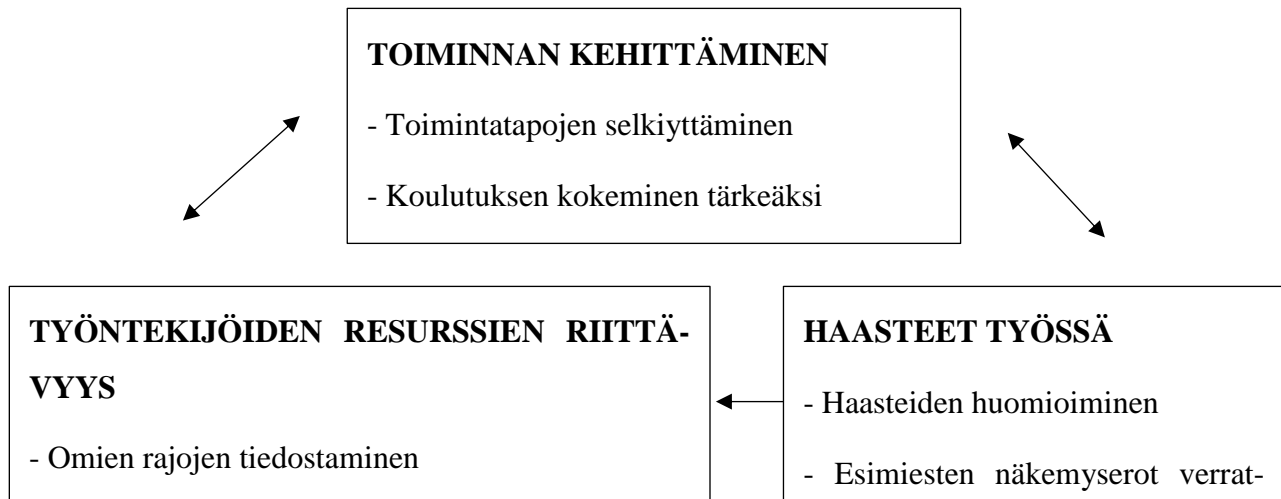 TOIMINNAN KEHITTÄMINEN
- Toimintatapojen selkiyttäminen
- Koulutuksen kokeminen tärkeäksi
TYÖNTEKIJÖIDEN RESURSSIEN RIITTÄ-
VYYS
- Omien rajojen tiedostaminen
HAASTEET TYÖSSÄ
- Haasteiden huomioiminen
- Esimiesten näkemyserot verrat-